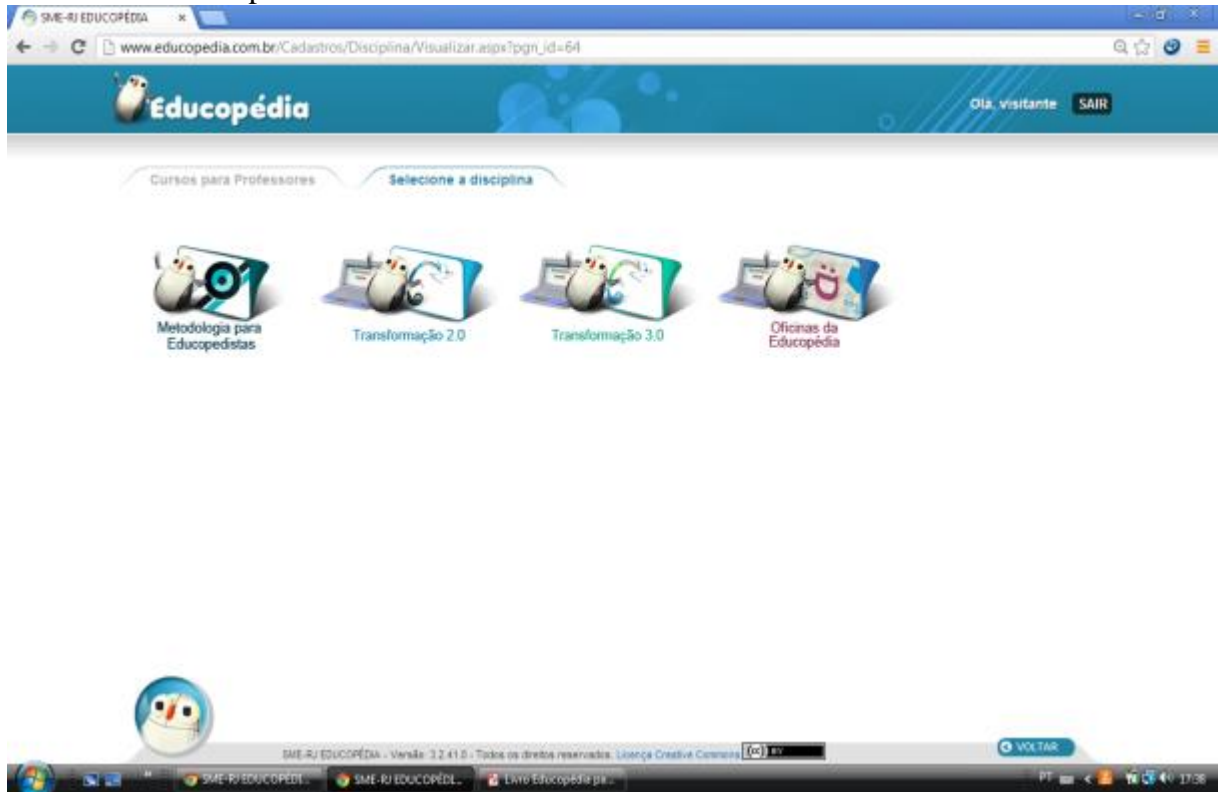 SME-RJ EDUCOPÉDIA
www.educopedia.com.br/Cadastros/Disciplina/Visualizar.aspx?pgn_id=64
Educopédia
Olá, visitante SAIR
Cursos para Professores
Selecione a disciplina
Metodologia para
Educopedistas
Transformação 2.0
Transformação 3.0
Oficinas da
Educopédia
VOLTAR
SME-RJ EDUCOPÉDIA - Versão 3.2.41.0 - Todos os direitos reservados. Licença Creative Commons (cc) BY
SME-RJ EDUCOPÉDI... SME-RJ EDUCOPÉDI... Livro Educopédia pa...
PT 17:38